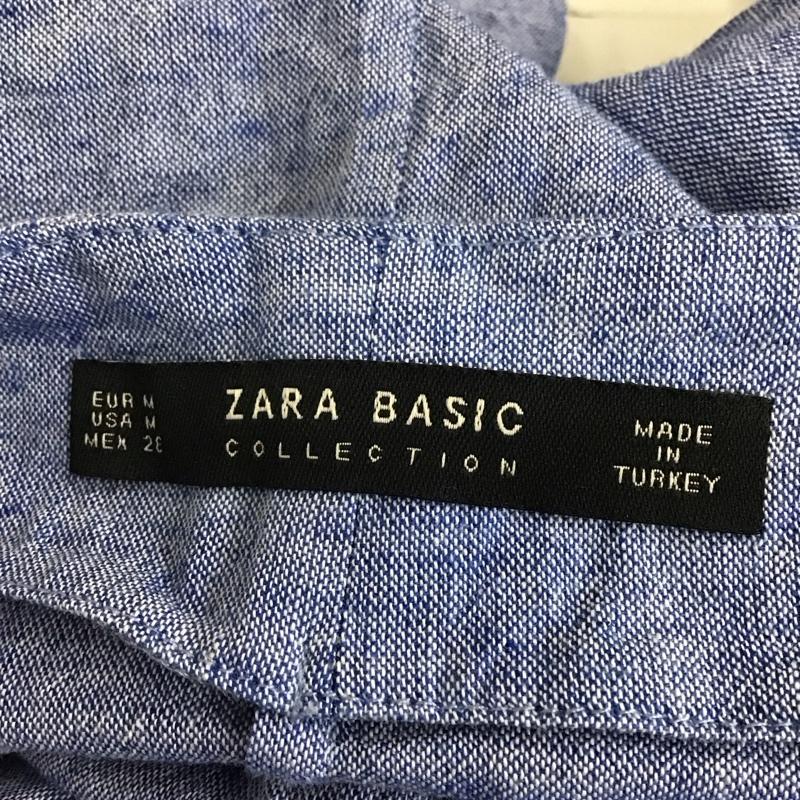 EUR M
USA M
MEX 28
ZARA BASIC
COLLECTION
MADE
IN
TURKEY